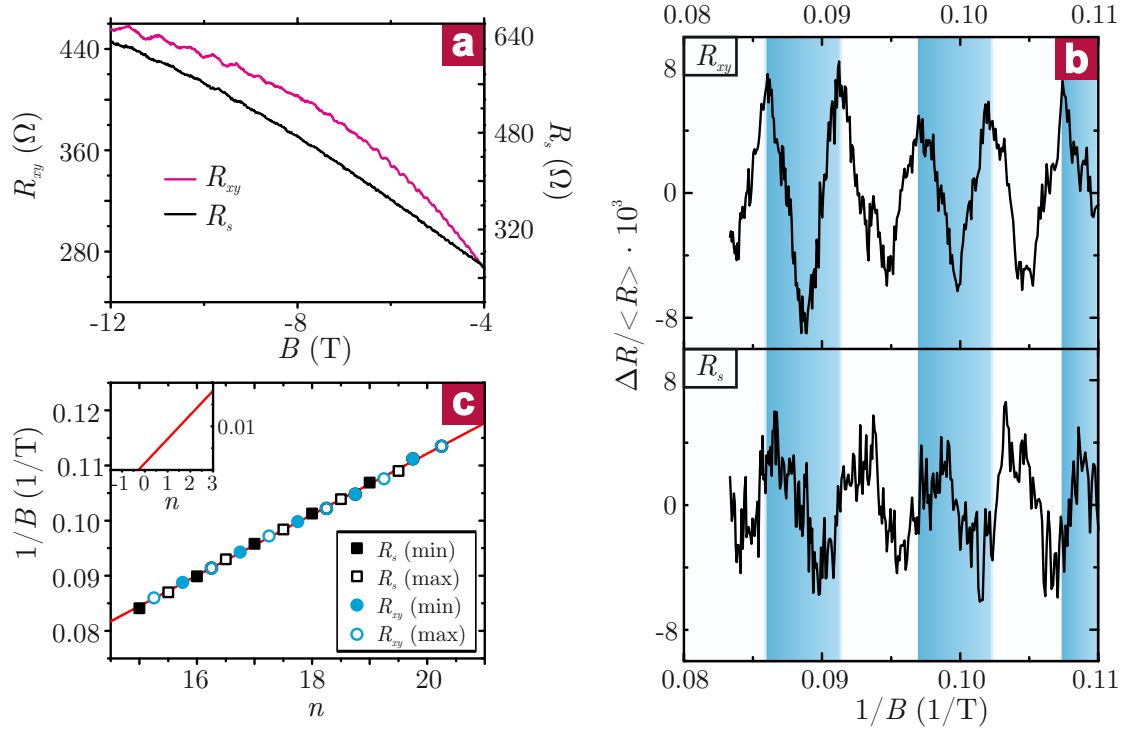 a
440
360
280
R_xy (Ω)
640
480
320
R_s (Ω)
R_xy
R_s
-12
-8
-4
B (T)
0.08
0.09
0.10
0.11
b
R_xy
8
0
-8
R_s
8
0
-8
ΔR/<R> · 10³
0.08
0.09
0.10
0.11
1/B (1/T)
c
0.12
0.11
0.10
0.09
0.08
1/B (1/T)
0.01
-1 0 1 2 3
n
R_s (min)
R_s (max)
R_xy (min)
R_xy (max)
16
18
20
n